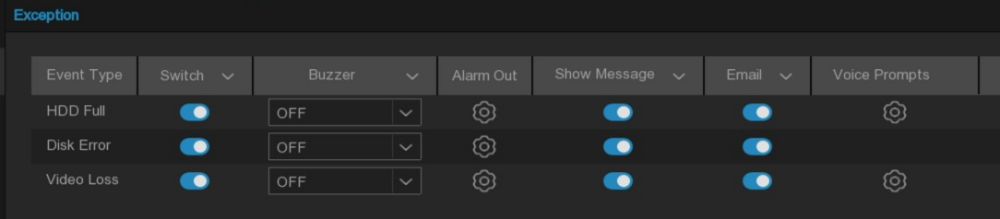 Exception
Event Type Switch Buzzer Alarm Out Show Message Email Voice Prompts
HDD Full OFF
Disk Error OFF
Video Loss OFF